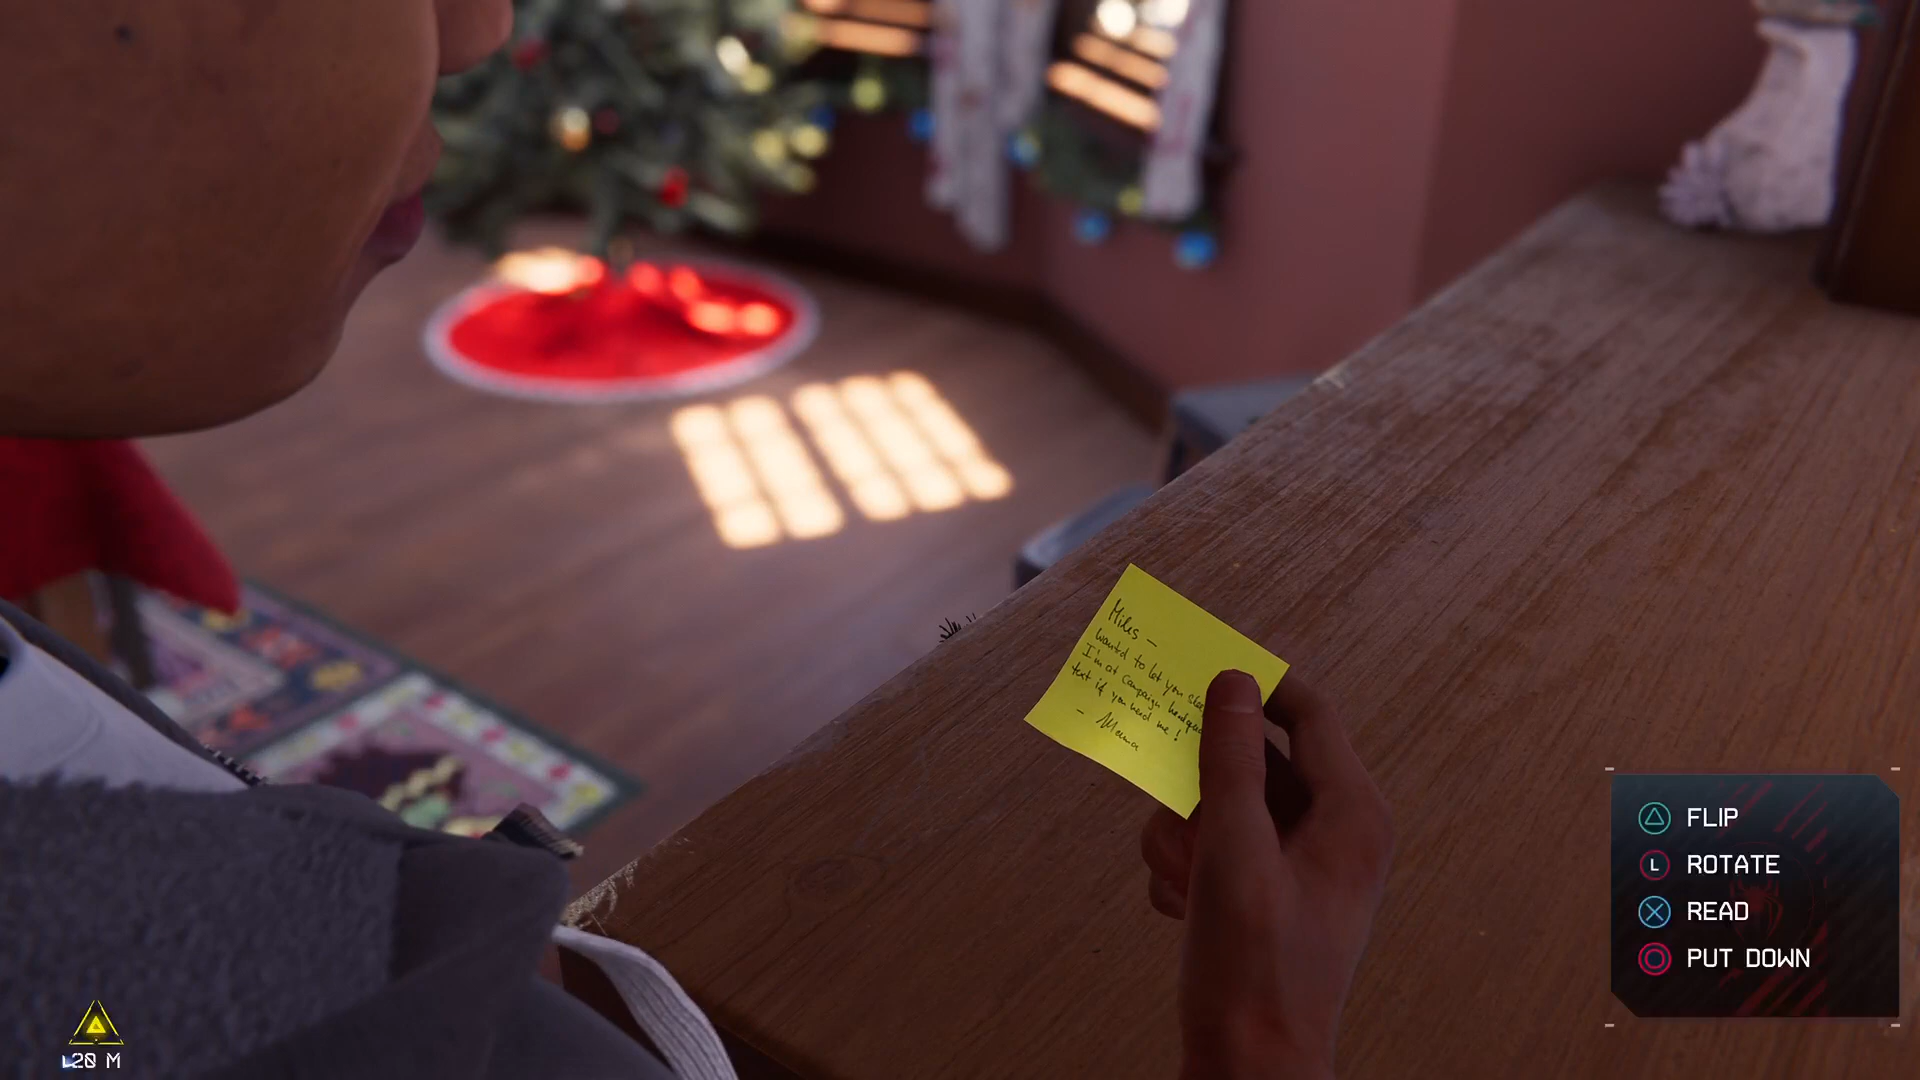 Miles -
Wanted to let you
I'm at campaign
text if you need me!
- Mama
FLIP
L ROTATE
READ
PUT DOWN
20 M